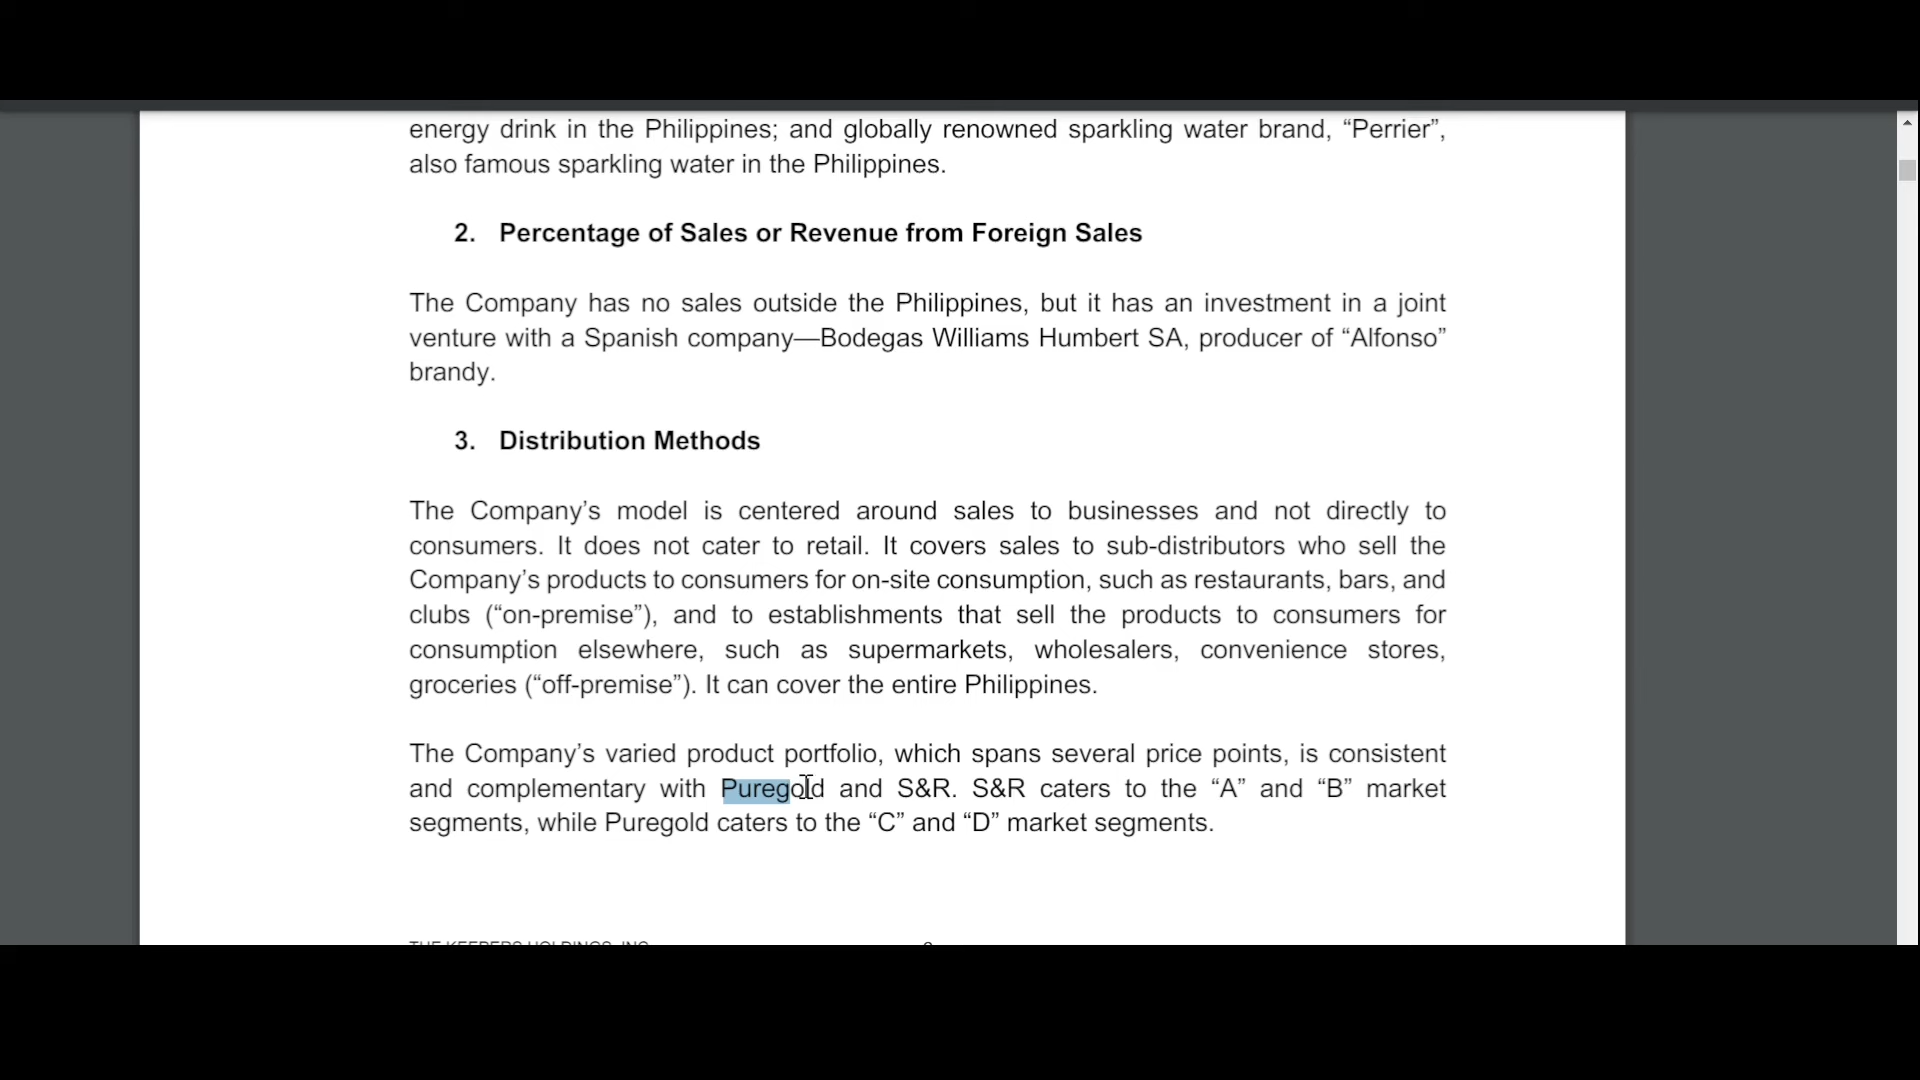 energy drink in the Philippines; and globally renowned sparkling water brand, “Perrier”,
also famous sparkling water in the Philippines.
2. Percentage of Sales or Revenue from Foreign Sales
The Company has no sales outside the Philippines, but it has an investment in a joint
venture with a Spanish company—Bodegas Williams Humbert SA, producer of “Alfonso”
brandy.
3. Distribution Methods
The Company’s model is centered around sales to businesses and not directly to
consumers. It does not cater to retail. It covers sales to sub-distributors who sell the
Company’s products to consumers for on-site consumption, such as restaurants, bars, and
clubs (“on-premise”), and to establishments that sell the products to consumers for
consumption elsewhere, such as supermarkets, wholesalers, convenience stores,
groceries (“off-premise”). It can cover the entire Philippines.
The Company’s varied product portfolio, which spans several price points, is consistent
and complementary with Puregold and S&R. S&R caters to the “A” and “B” market
segments, while Puregold caters to the “C” and “D” market segments.
THE KEEPERS HOLDINGS, INC